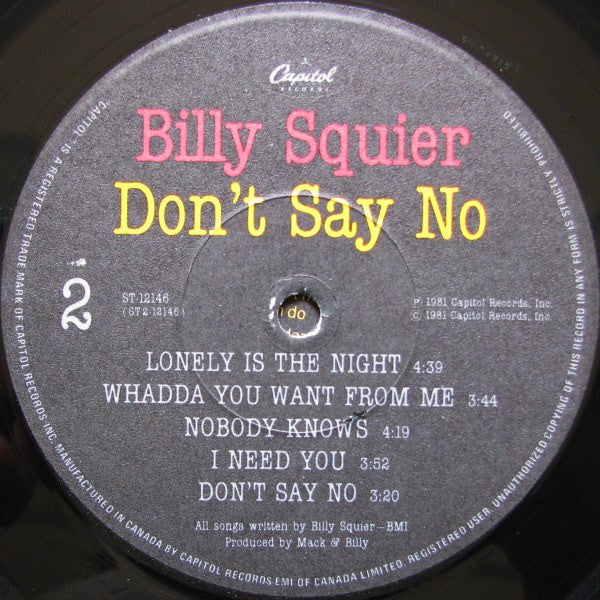 Capitol
RECORDS
Billy Squier
Don't Say No
2
ST-12146
(ST 2-12146)
℗ 1981 Capitol Records, Inc.
© 1981 Capitol Records, Inc.
n do
LONELY IS THE NIGHT 4:39
WHADDA YOU WANT FROM ME 3:44
NOBODY KNOWS 4:19
I NEED YOU 3:52
DON'T SAY NO 3:20
All songs written by Billy Squier–BMI
Produced by Mack & Billy
"CAPITOL" IS A REGISTERED TRADE MARK OF CAPITOL RECORDS INC. MANUFACTURED IN CANADA BY CAPITOL RECORDS-EMI OF CANADA LIMITED, REGISTERED USER. UNAUTHORIZED COPYING OF THIS RECORD IN ANY FORM IS STRICTLY PROHIBITED